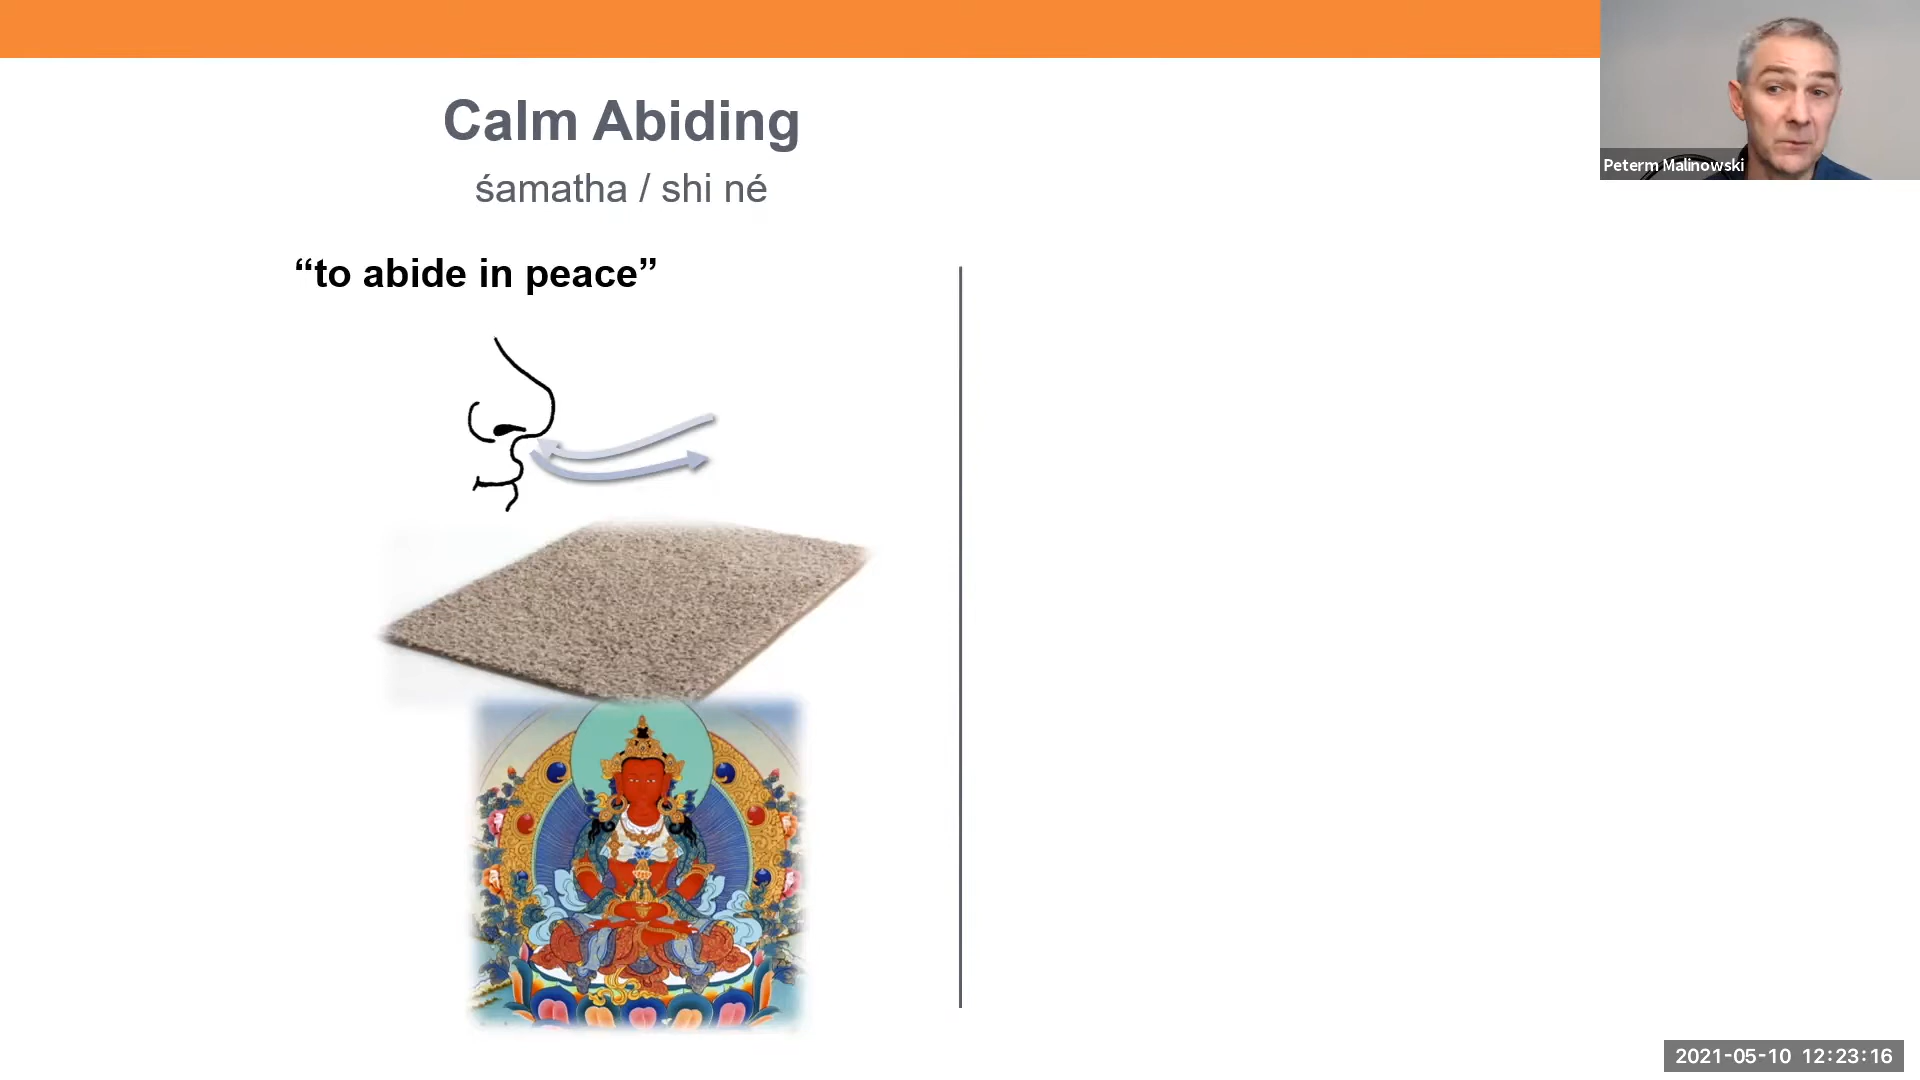 Calm Abiding
śamatha / shi né
“to abide in peace”
Peterm Malinowski
2021-05-10 12:23:16